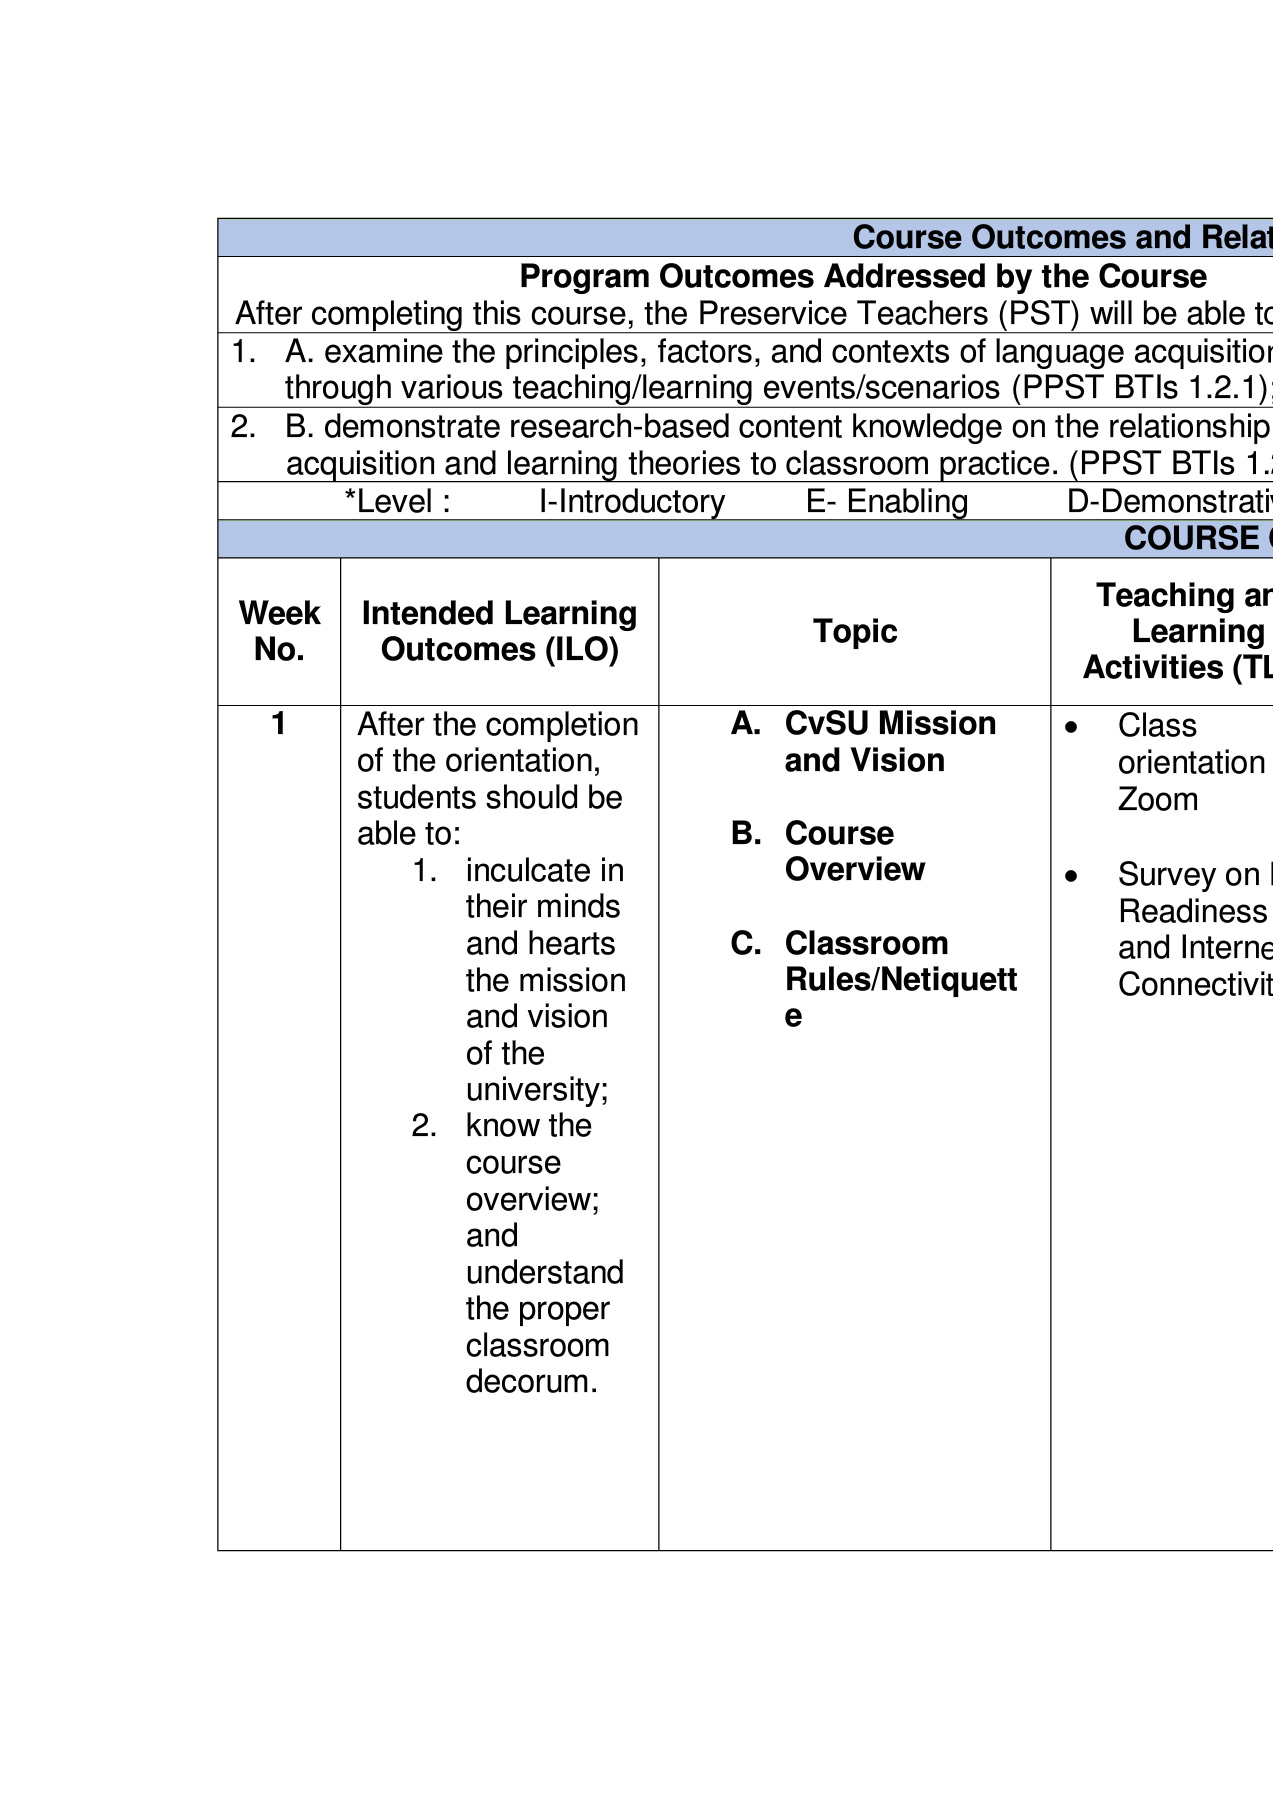 Course Outcomes and Relat
Program Outcomes Addressed by the Course
After completing this course, the Preservice Teachers (PST) will be able to
1. A. examine the principles, factors, and contexts of language acquisition
through various teaching/learning events/scenarios (PPST BTIs 1.2.1);
2. B. demonstrate research-based content knowledge on the relationship
acquisition and learning theories to classroom practice. (PPST BTIs 1.2
*Level : I-Introductory E- Enabling D-Demonstrativ
COURSE
Week
No.
Intended Learning
Outcomes (ILO)
Topic
Teaching an
Learning
Activities (TL
1
After the completion
of the orientation,
students should be
able to:
1. inculcate in
their minds
and hearts
the mission
and vision
of the
university;
2. know the
course
overview;
and
understand
the proper
classroom
decorum.
A. CvSU Mission
and Vision
B. Course
Overview
C. Classroom
Rules/Netiquett
e
• Class
orientation
Zoom
• Survey on
Readiness
and Interne
Connectivit